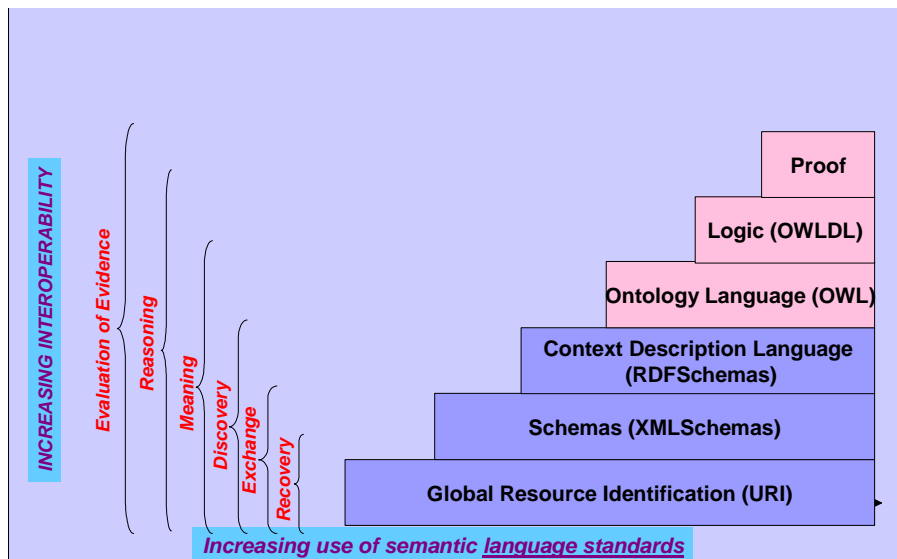 INCREASING INTEROPERABILITY
Evaluation of Evidence
Reasoning
Meaning
Discovery
Exchange
Recovery
Proof
Logic (OWLDL)
Ontology Language (OWL)
Context Description Language
(RDFSchemas)
Schemas (XMLSchemas)
Global Resource Identification (URI)
Increasing use of semantic language standards